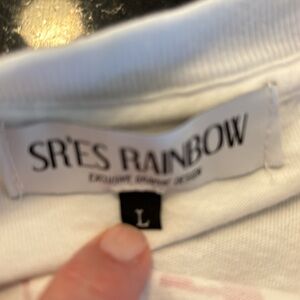 SR'ES RAINBOW
EXCLUSIVE GRAPHIC DESIGN
L